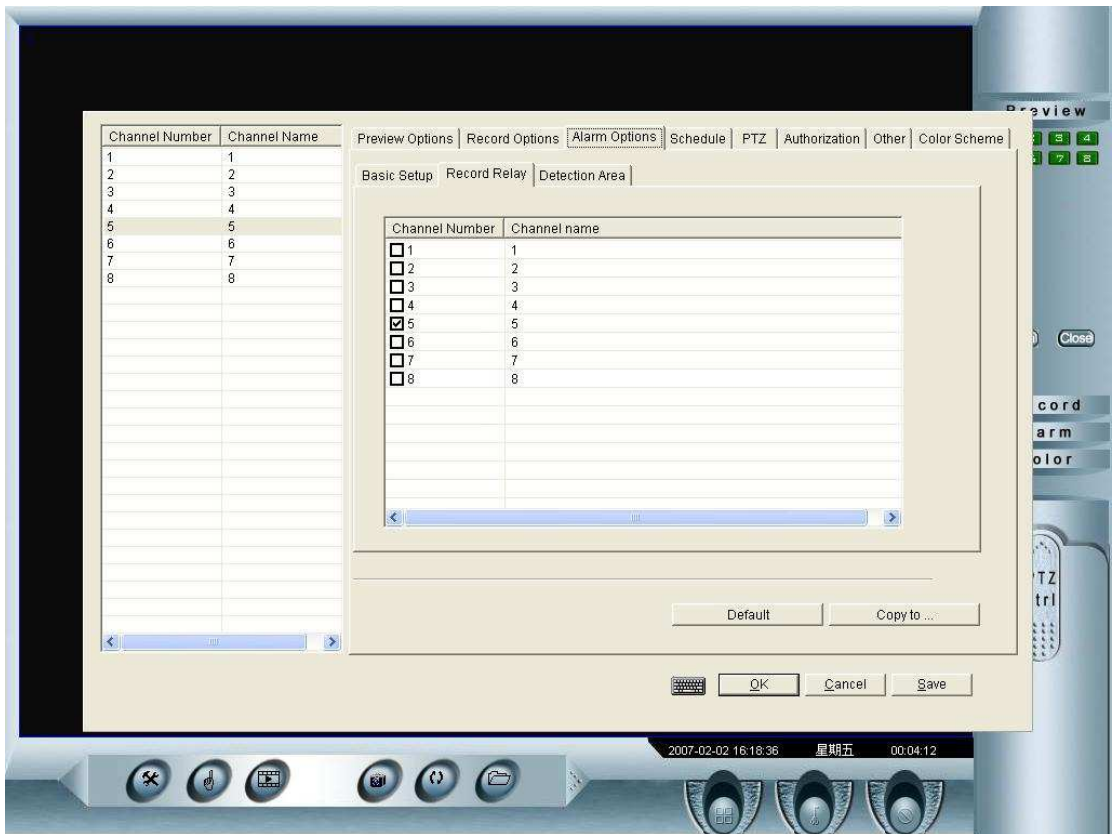 Preview
3 4
7 8
Channel Number Channel Name
1 1
2 2
3 3
4 4
5 5
6 6
7 7
8 8
Preview Options Record Options Alarm Options Schedule PTZ Authorization Other Color Scheme
Basic Setup Record Relay Detection Area
Channel Number Channel name
1 1
2 2
3 3
4 4
5 5
6 6
7 7
8 8
Close
cord
arm
olor
TZ
trl
Default Copy to ...
OK Cancel Save
2007-02-02 16:18:36 星期五 00:04:12